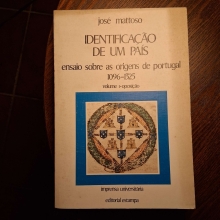 josé mattoso
IDENTIFICAÇÃO
DE UM PAÍS
ensaio sobre as origens de portugal
1096-1325
volume I-oposição
imprensa universitária
editorial estampa